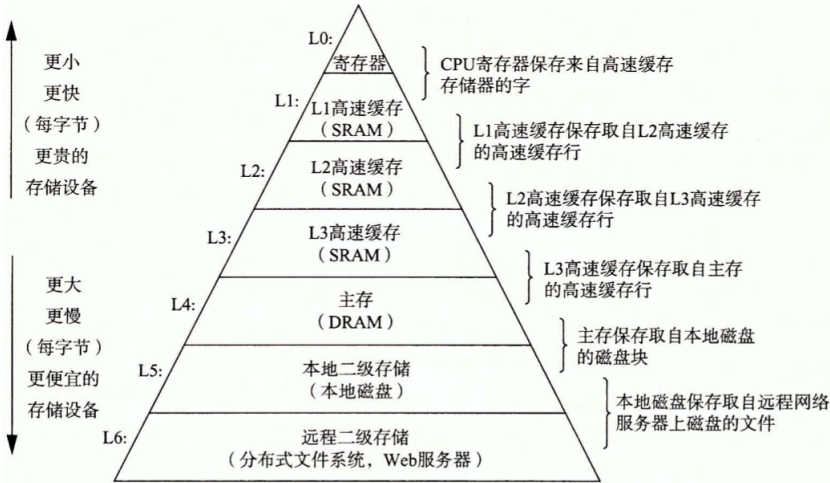 更小
更快
（每字节）
更贵的
存储设备
更大
更慢
（每字节）
更便宜的
存储设备
L0:
寄存器
L1:
L1高速缓存
（SRAM）
L2:
L2高速缓存
（SRAM）
L3:
L3高速缓存
（SRAM）
L4:
主存
（DRAM）
L5:
本地二级存储
（本地磁盘）
L6:
远程二级存储
（分布式文件系统，Web服务器）
CPU寄存器保存来自高速缓存
存储器的字
L1高速缓存保存取自L2高速缓存
的高速缓存行
L2高速缓存保存取自L3高速缓存
的高速缓存行
L3高速缓存保存取自主存
的高速缓存行
主存保存取自本地磁盘
的磁盘块
本地磁盘保存取自远程网络
服务器上磁盘的文件